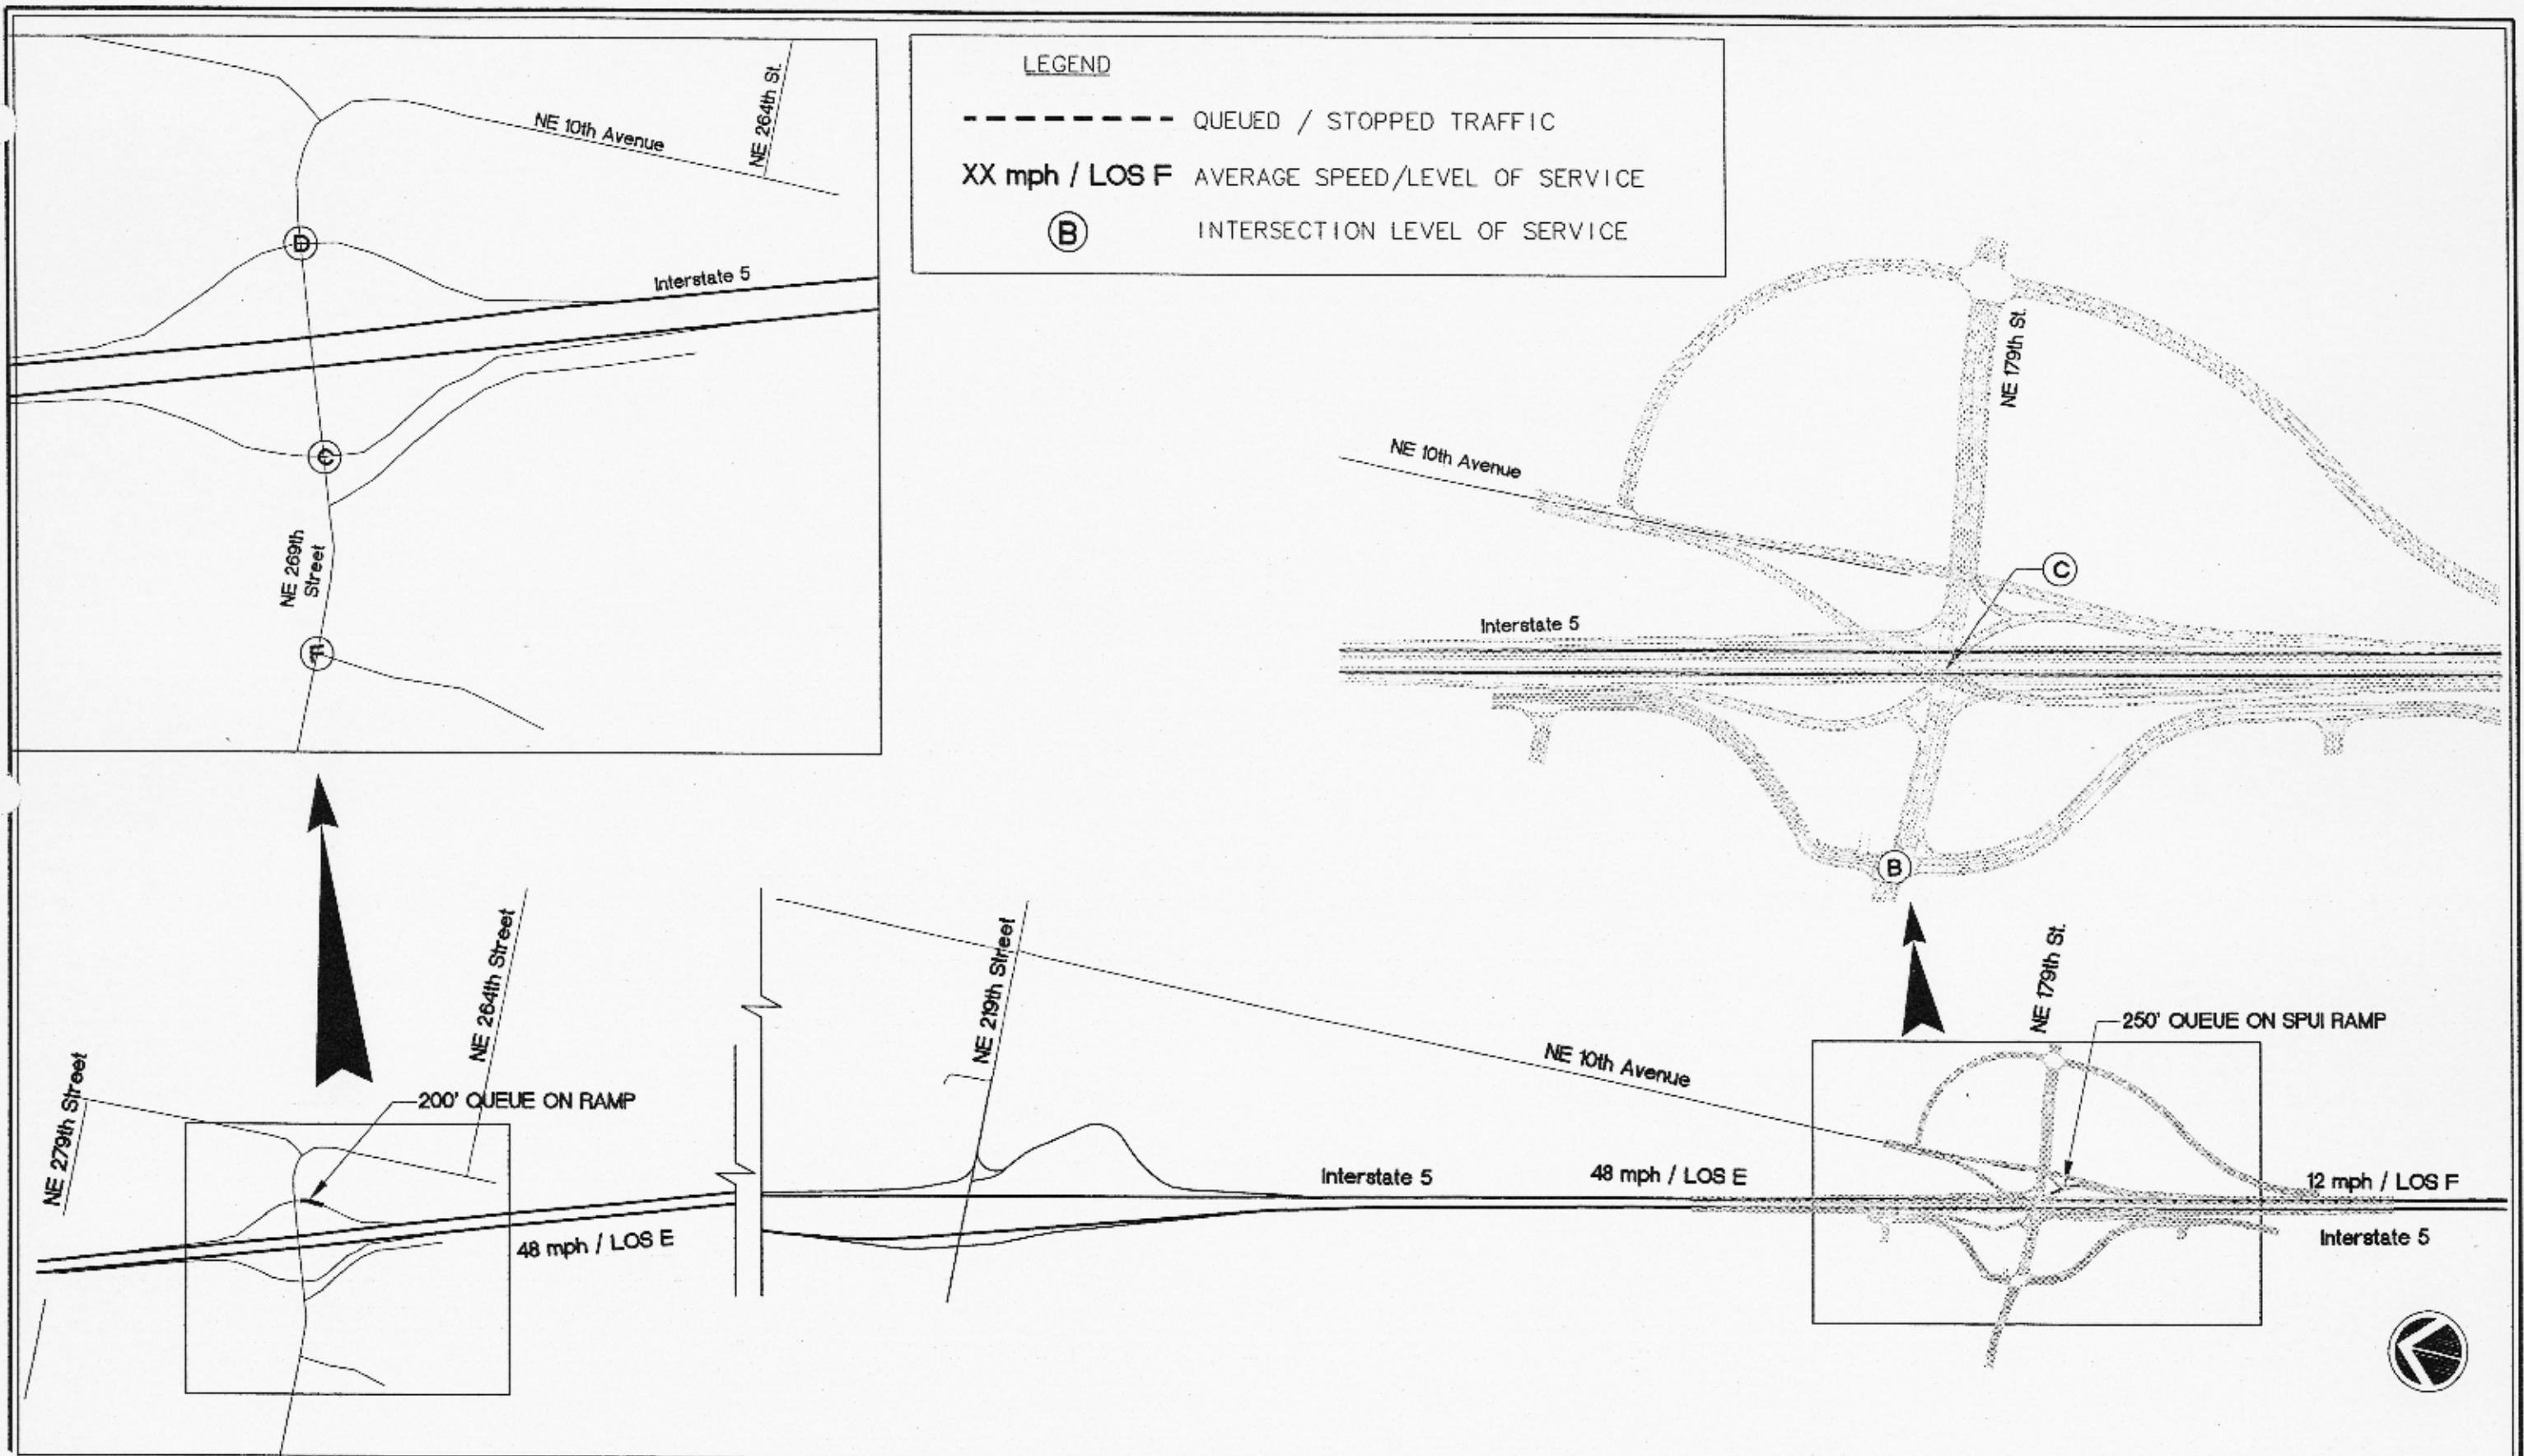 LEGEND
QUEUED / STOPPED TRAFFIC
XX mph / LOS F AVERAGE SPEED/LEVEL OF SERVICE
B INTERSECTION LEVEL OF SERVICE
NE 10th Avenue
NE 264th St.
D
Interstate 5
C
NE 269th
Street
F
NE 179th St.
NE 10th Avenue
C
Interstate 5
B
NE 279th Street
200' QUEUE ON RAMP
NE 264th Street
48 mph / LOS E
NE 219th Street
NE 10th Avenue
Interstate 5
48 mph / LOS E
NE 179th St.
250' QUEUE ON SPUI RAMP
12 mph / LOS F
Interstate 5